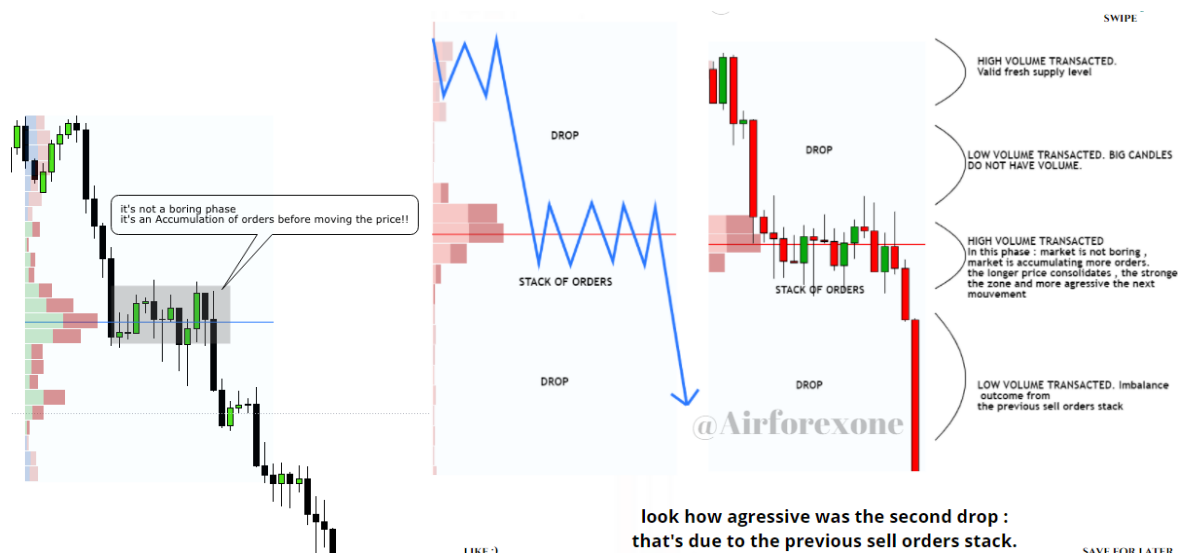 SWIPE
HIGH VOLUME TRANSACTED.
Valid fresh supply level
DROP
DROP
LOW VOLUME TRANSACTED. BIG CANDLES
DO NOT HAVE VOLUME.
it's not a boring phase
it's an Accumulation of orders before moving the price!!
HIGH VOLUME TRANSACTED
In this phase : market is not boring ,
market is accumulating more orders.
the longer price consolidates , the stronge
the zone and more agressive the next
mouvement
STACK OF ORDERS
STACK OF ORDERS
DROP
DROP
LOW VOLUME TRANSACTED. Imbalance
outcome from
the previous sell orders stack
@Airforexone
look how agressive was the second drop :
that's due to the previous sell orders stack.
LIKE :)
SAVE FOR LATER